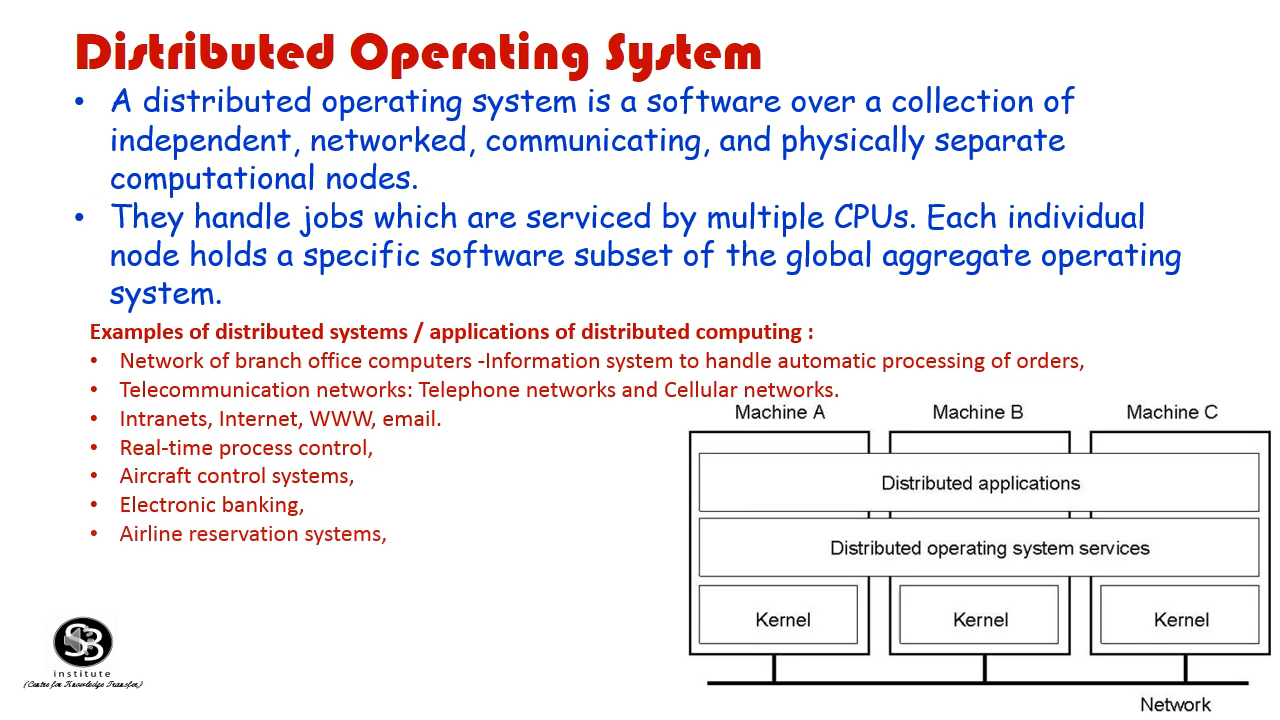 Distributed Operating System
• A distributed operating system is a software over a collection of
independent, networked, communicating, and physically separate
computational nodes.
• They handle jobs which are serviced by multiple CPUs. Each individual
node holds a specific software subset of the global aggregate operating
system.
Examples of distributed systems / applications of distributed computing :
• Network of branch office computers -Information system to handle automatic processing of orders,
• Telecommunication networks: Telephone networks and Cellular networks.
• Intranets, Internet, WWW, email.
• Real-time process control,
• Aircraft control systems,
• Electronic banking,
• Airline reservation systems,
Machine A Machine B Machine C
Distributed applications
Distributed operating system services
Kernel Kernel Kernel
Network
SB
institute
(Centre for Knowledge Transfer)